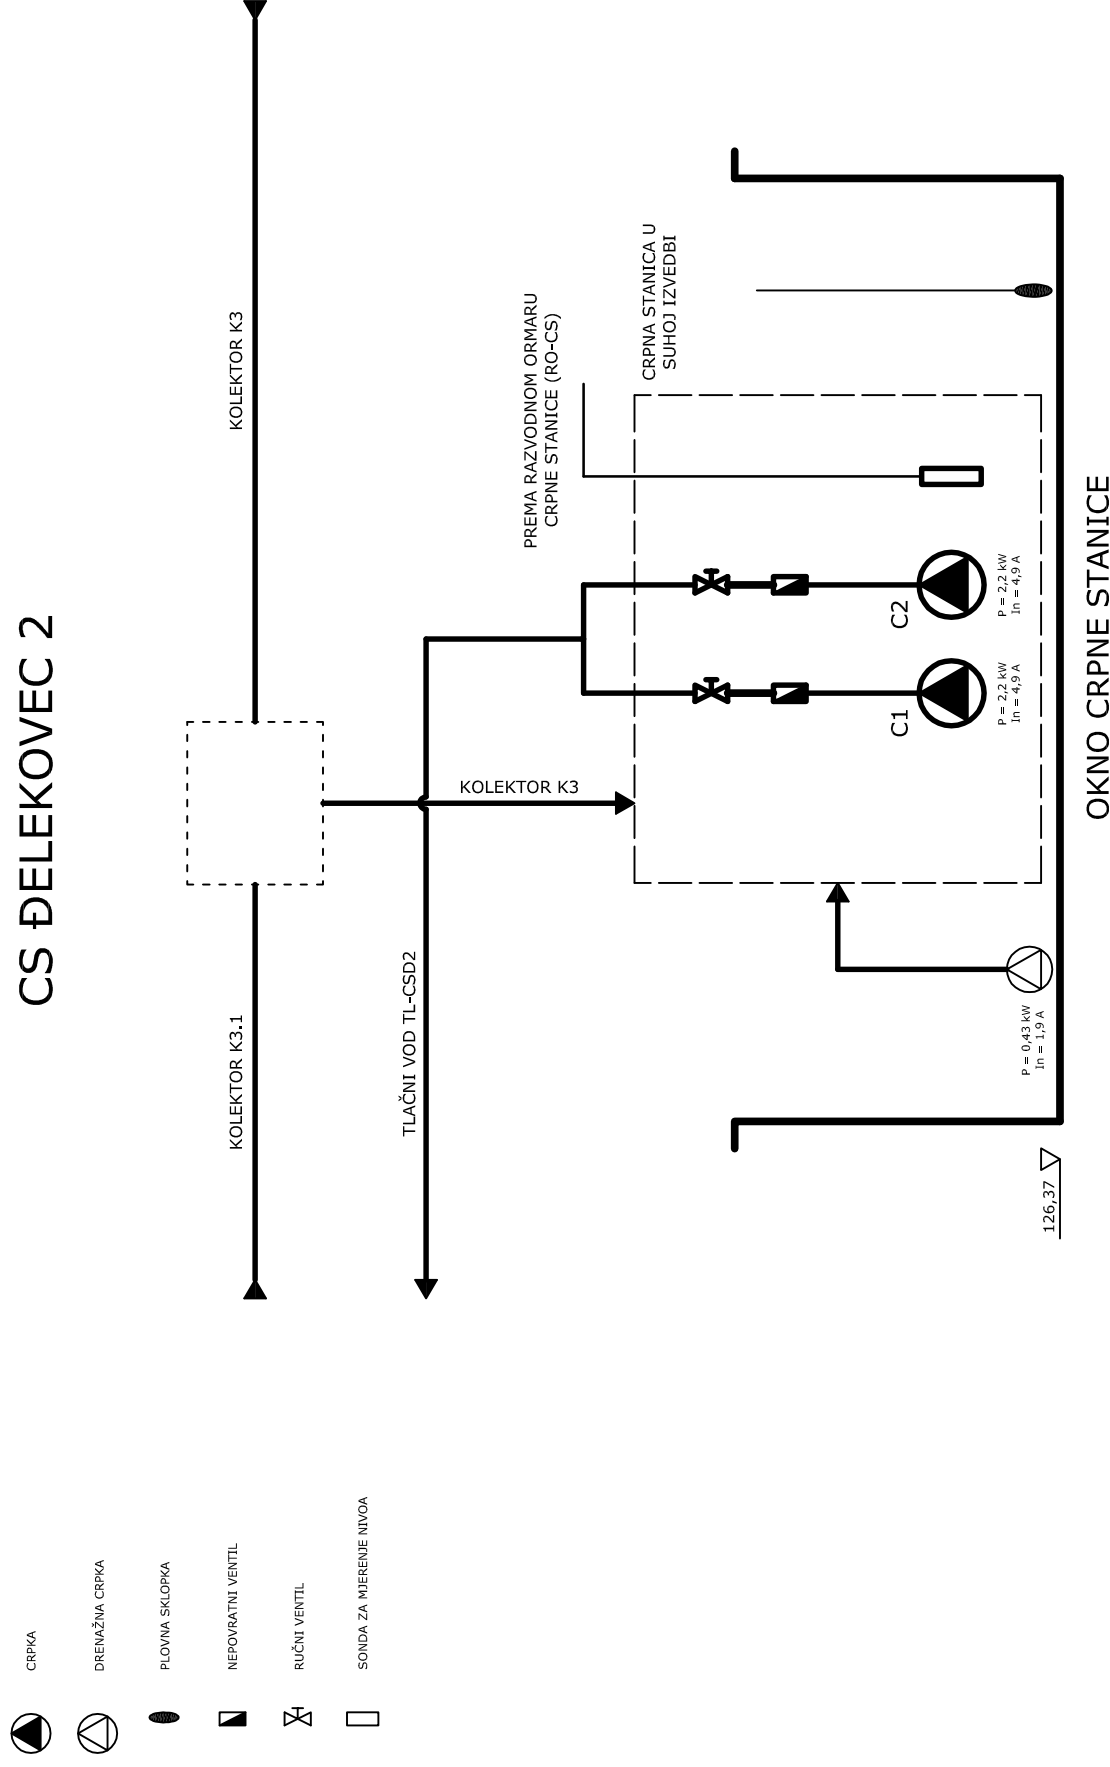 CS ĐELEKOVEC 2
KOLEKTOR K3.1
KOLEKTOR K3
TLAČNI VOD TL-CSD2
KOLEKTOR K3
PREMA RAZVODNOM ORMARU
CRPNE STANICE (RO-CS)
CRPNA STANICA U
SUHOJ IZVEDBI
C1
C2
P = 2,2 kW
In = 4,9 A
P = 2,2 kW
In = 4,9 A
P = 0,43 kW
In = 1,9 A
126,37
OKNO CRPNE STANICE
CRPKA
DRENAŽNA CRPKA
PLOVNA SKLOPKA
NEPOVRATNI VENTIL
RUČNI VENTIL
SONDA ZA MJERENJE NIVOA